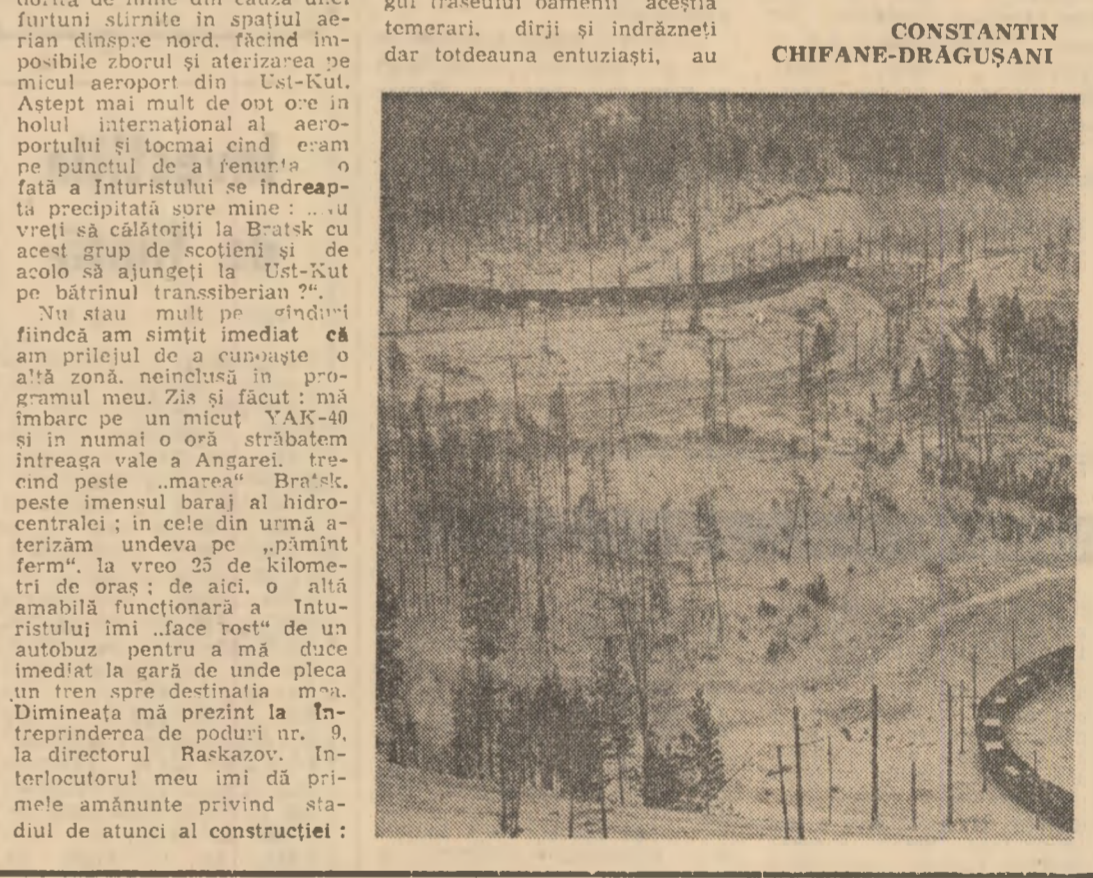 furtuni stirnite in spațiul ae-
rian dinspre nord. făcind im-
posibile zborul și aterizarea pe
micul aeroport din Ust-Kut.
Aștept mai mult de opt ore in
holul internațional al aero-
portului și tocmai cind eram
pe punctul de a renunța o
fată a Inturistului se îndreap-
tă precipitată spre mine :
vreți să călătoriți la Bratsk cu
acest grup de scoțieni și de
acolo să ajungeți la Ust-Kut
pe bătrinul transsiberian ?“.
Nu stau mult pe gînduri
fiindcă am simțit imediat că
am prilejul de a cunoaște o
altă zonă. neinclusă in pro-
gramul meu. Zis și făcut : mă
îmbarc pe un micuț YAK-40
și in numai o oră străbatem
intreaga vale a Angarei. tre-
cind peste „marea“ Bratsk.
peste imensul baraj al hidro-
centralei ; in cele din urmă a-
terizăm undeva pe „pămînt
ferm“. la vreo 25 de kilome-
tri de oraș ; de aici. o altă
amabilă funcționară a Intu-
ristului îmi „face rost“ de un
autobuz pentru a mă duce
imediat la gară de unde pleca
un tren spre destinația mea.
Dimineața mă prezint la În-
treprinderea de poduri nr. 9,
la directorul Raskazov. In-
terlocutorul meu imi dă pri-
mele amănunte privind sta-
diul de atunci al construcției :
gul traseului oamenii aceștia
temerari. dirji și indrăzneți
dar totdeauna entuziaști, au
CONSTANTIN
CHIFANE-DRĂGUȘANI